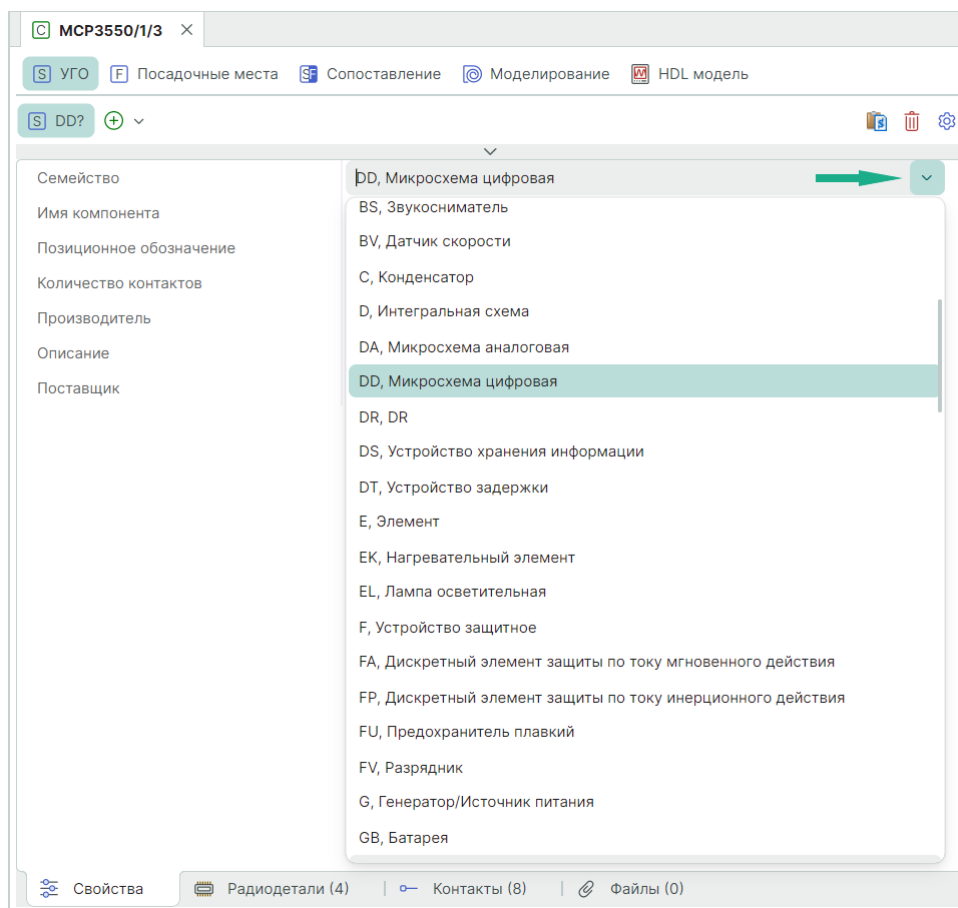 C MCP3550/1/3
S УГО F Посадочные места SF Сопоставление Моделирование HDL модель
S DD?
Семейство DD, Микросхема цифровая
Имя компонента
Позиционное обозначение
Количество контактов
Производитель
Описание
Поставщик
BS, Звукосниматель
BV, Датчик скорости
C, Конденсатор
D, Интегральная схема
DA, Микросхема аналоговая
DD, Микросхема цифровая
DR, DR
DS, Устройство хранения информации
DT, Устройство задержки
E, Элемент
EK, Нагревательный элемент
EL, Лампа осветительная
F, Устройство защитное
FA, Дискретный элемент защиты по току мгновенного действия
FP, Дискретный элемент защиты по току инерционного действия
FU, Предохранитель плавкий
FV, Разрядник
G, Генератор/Источник питания
GB, Батарея
Свойства Радиодетали (4) Контакты (8) Файлы (0)